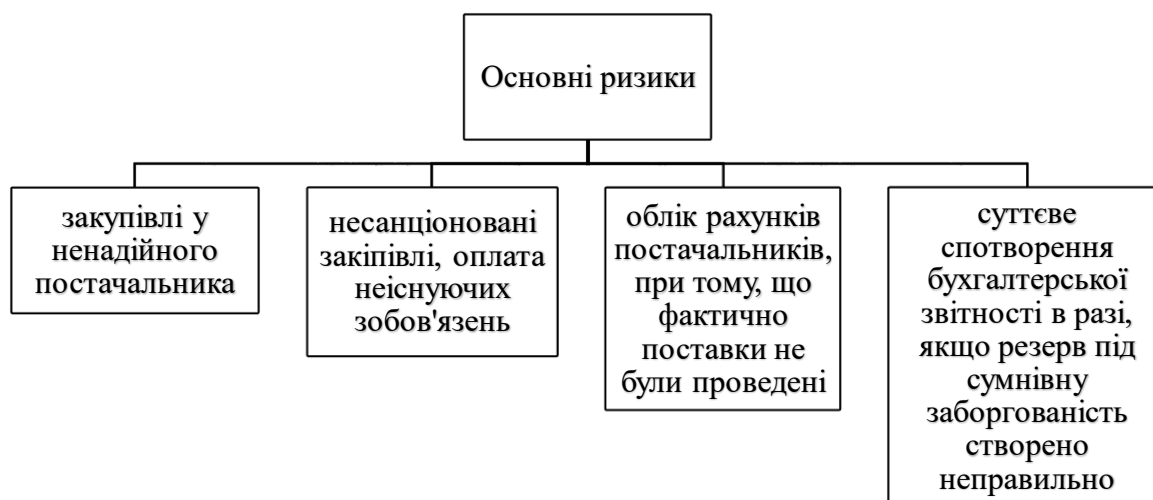 Основні ризики
закупівлі у
ненадійного
постачальника
несанціоновані
закіпівлі, оплата
неіснуючих
зобов'язень
облік рахунків
постачальників,
при тому, що
фактично
поставки не
були проведені
суттєве
спотворення
бухгалтерської
звітності в разі,
якщо резерв під
сумнівну
заборгованість
створено
неправильно